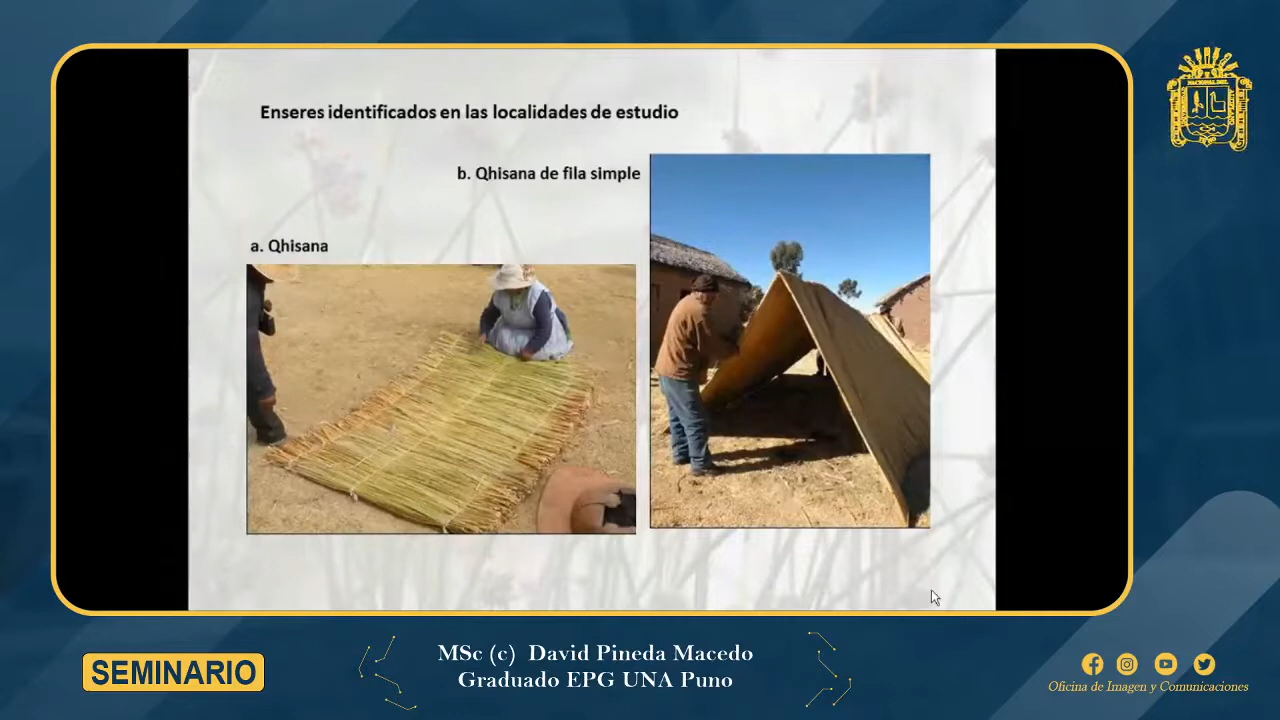 Enseres identificados en las localidades de estudio
b. Qhisana de fila simple
a. Qhisana
SEMINARIO
MSc (c) David Pineda Macedo
Graduado EPG UNA Puno
Oficina de Imagen y Comunicaciones